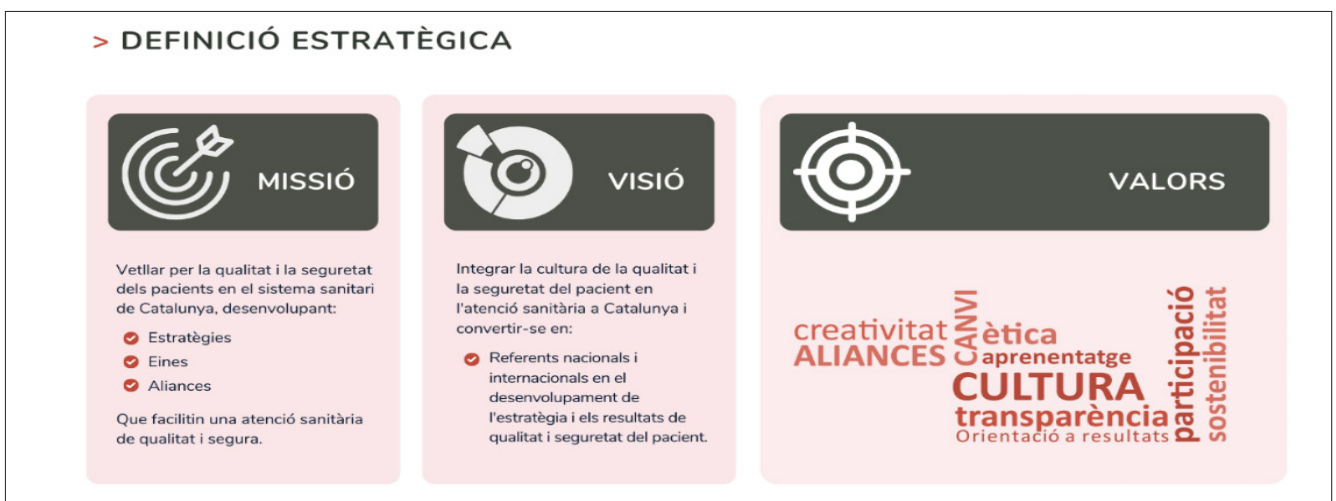 > DEFINICIÓ ESTRATÈGICA
MISSIÓ
Vetllar per la qualitat i la seguretat
dels pacients en el sistema sanitari
de Catalunya, desenvolupant:
Estratègies
Eines
Aliances
Que facilitin una atenció sanitària
de qualitat i segura.
VISIÓ
Integrar la cultura de la qualitat i
la seguretat del pacient en
l'atenció sanitària a Catalunya i
convertir-se en:
Referents nacionals i
internacionals en el
desenvolupament de
l'estratègia i els resultats de
qualitat i seguretat del pacient.
VALORS
creativitat
ALIANCES
CANVI
ètica
aprenentatge
CULTURA
transparència
Orientació a resultats
participació
sostenibilitat